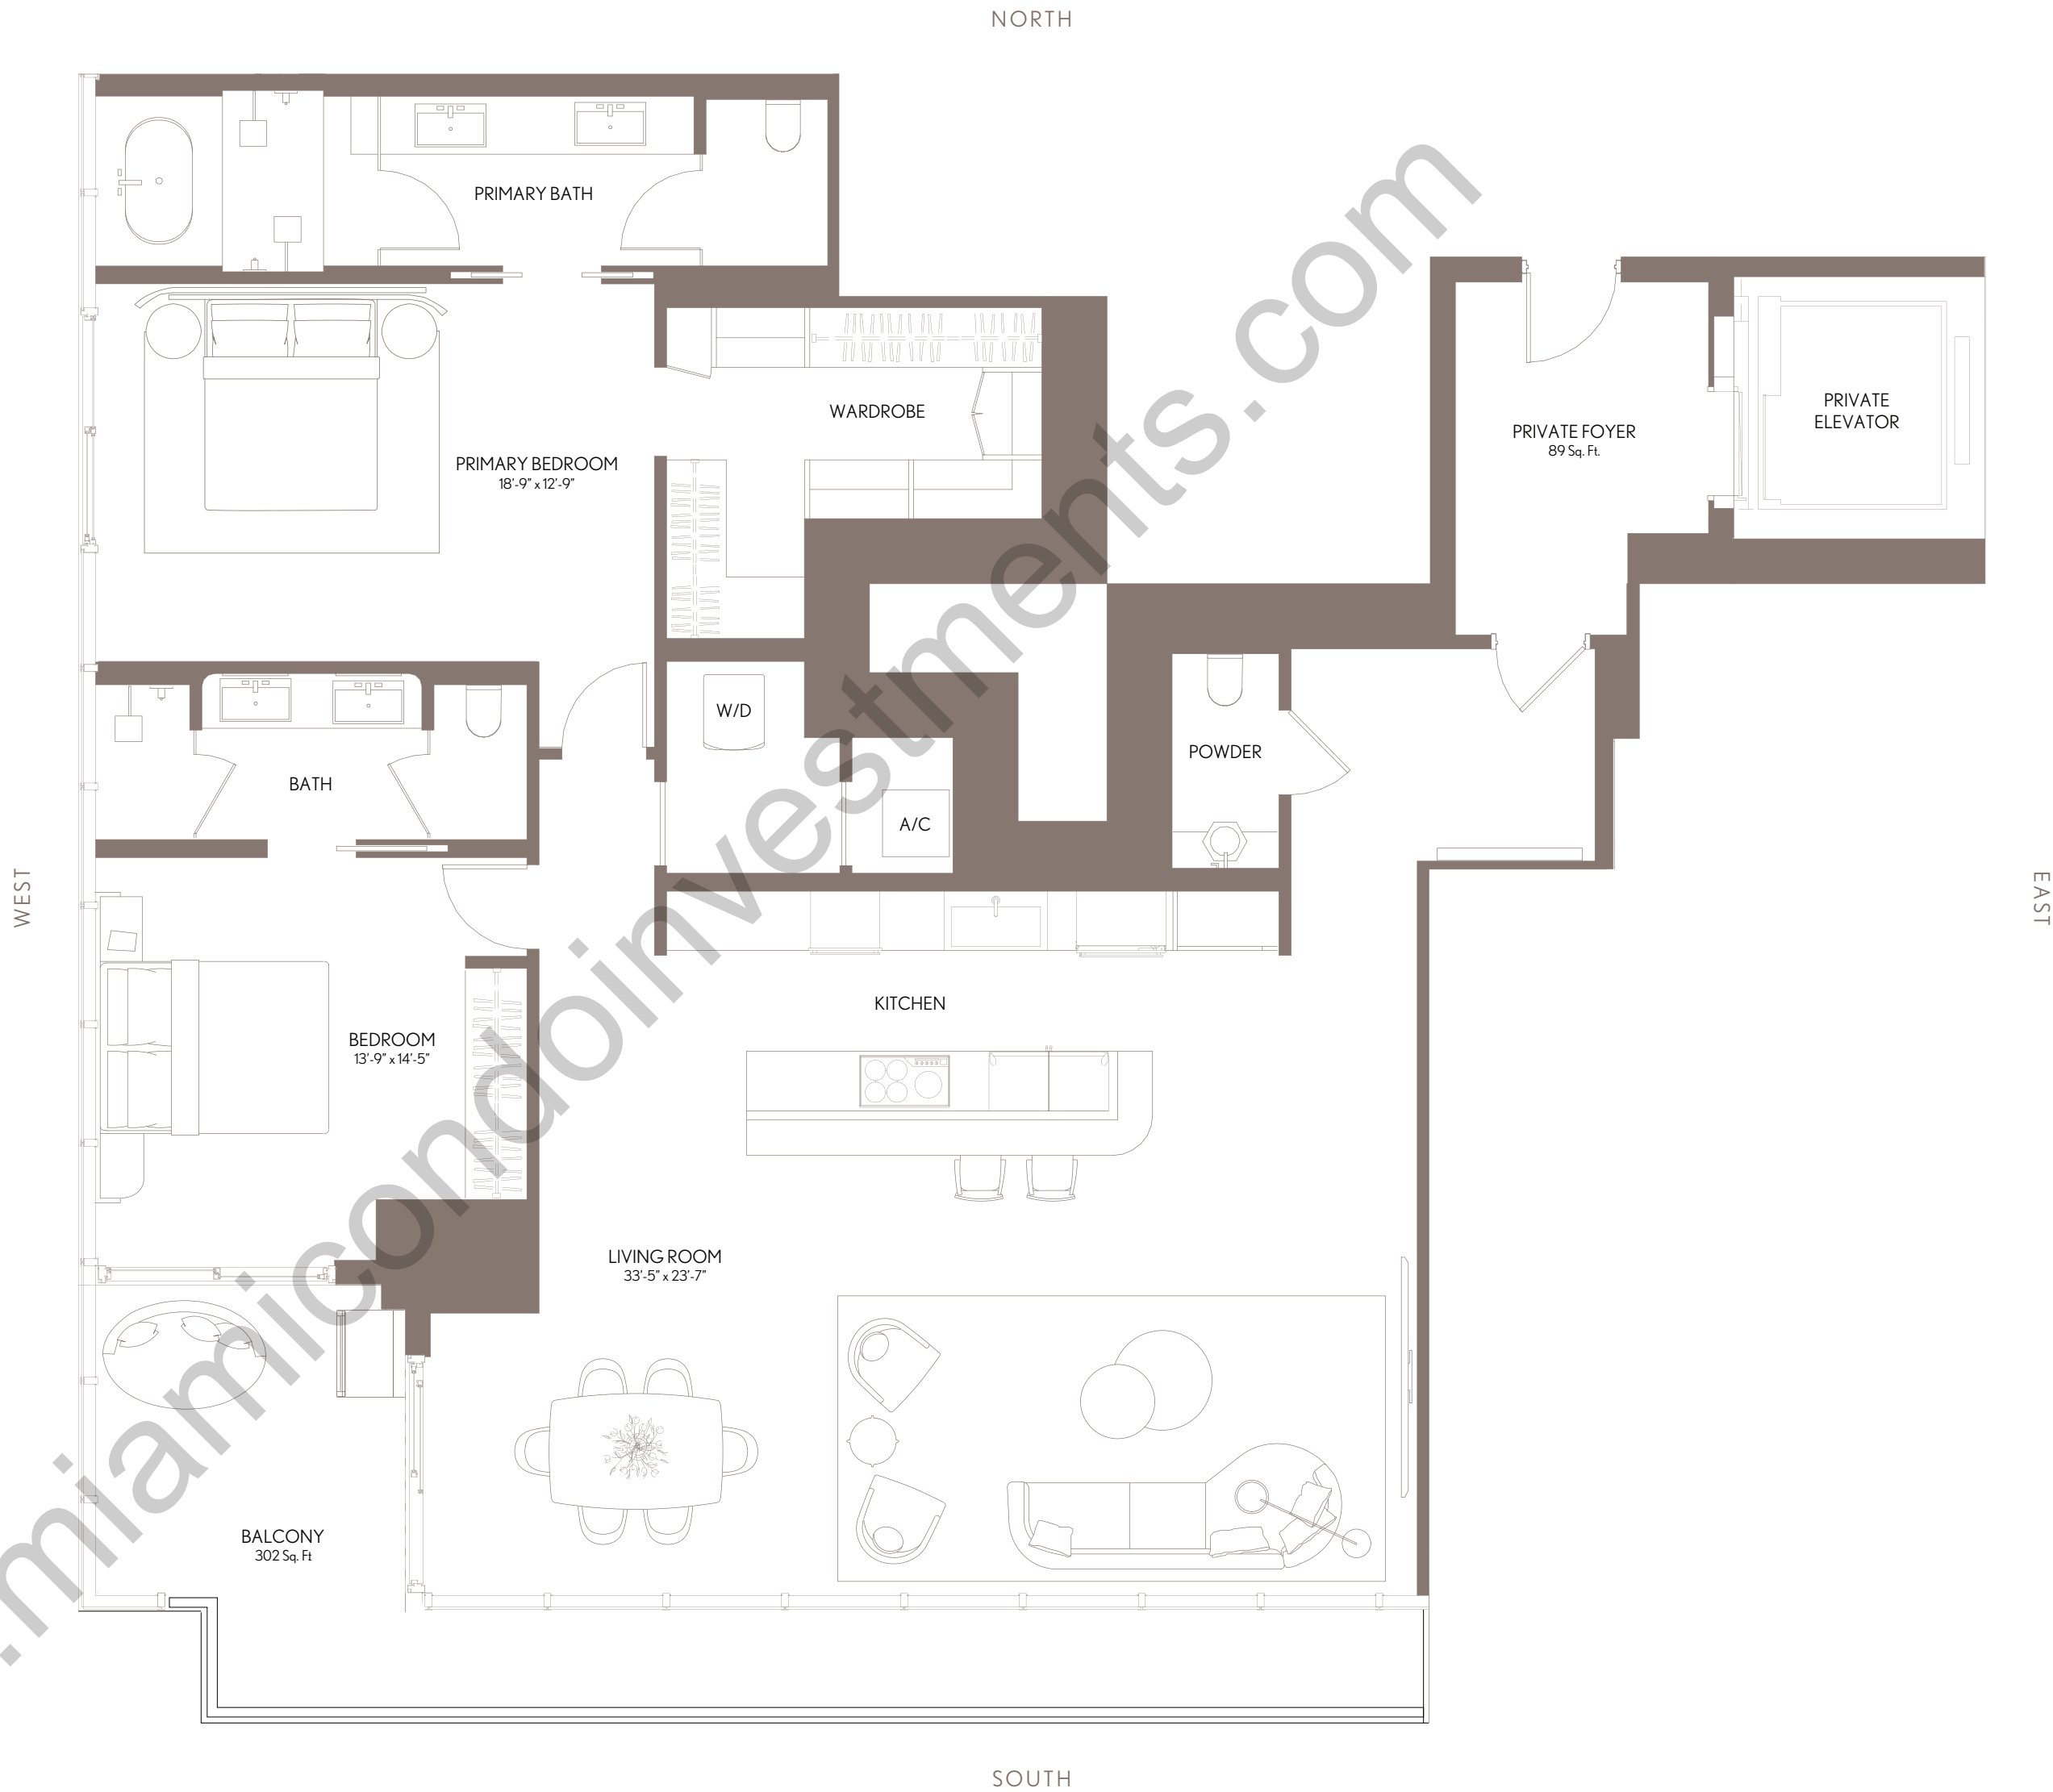 NORTH
PRIMARY BATH
PRIVATE
ELEVATOR
WARDROBE
PRIVATE FOYER
89 Sq. Ft.
PRIMARY BEDROOM
18'-9" x 12'-9"
W/D
POWDER
BATH
A/C
WEST
EAST
KITCHEN
BEDROOM
13'-9" x 14'-5"
LIVING ROOM
33'-5" x 23'-7"
BALCONY
302 Sq. Ft
SOUTH
.miamicondoinvestments.com